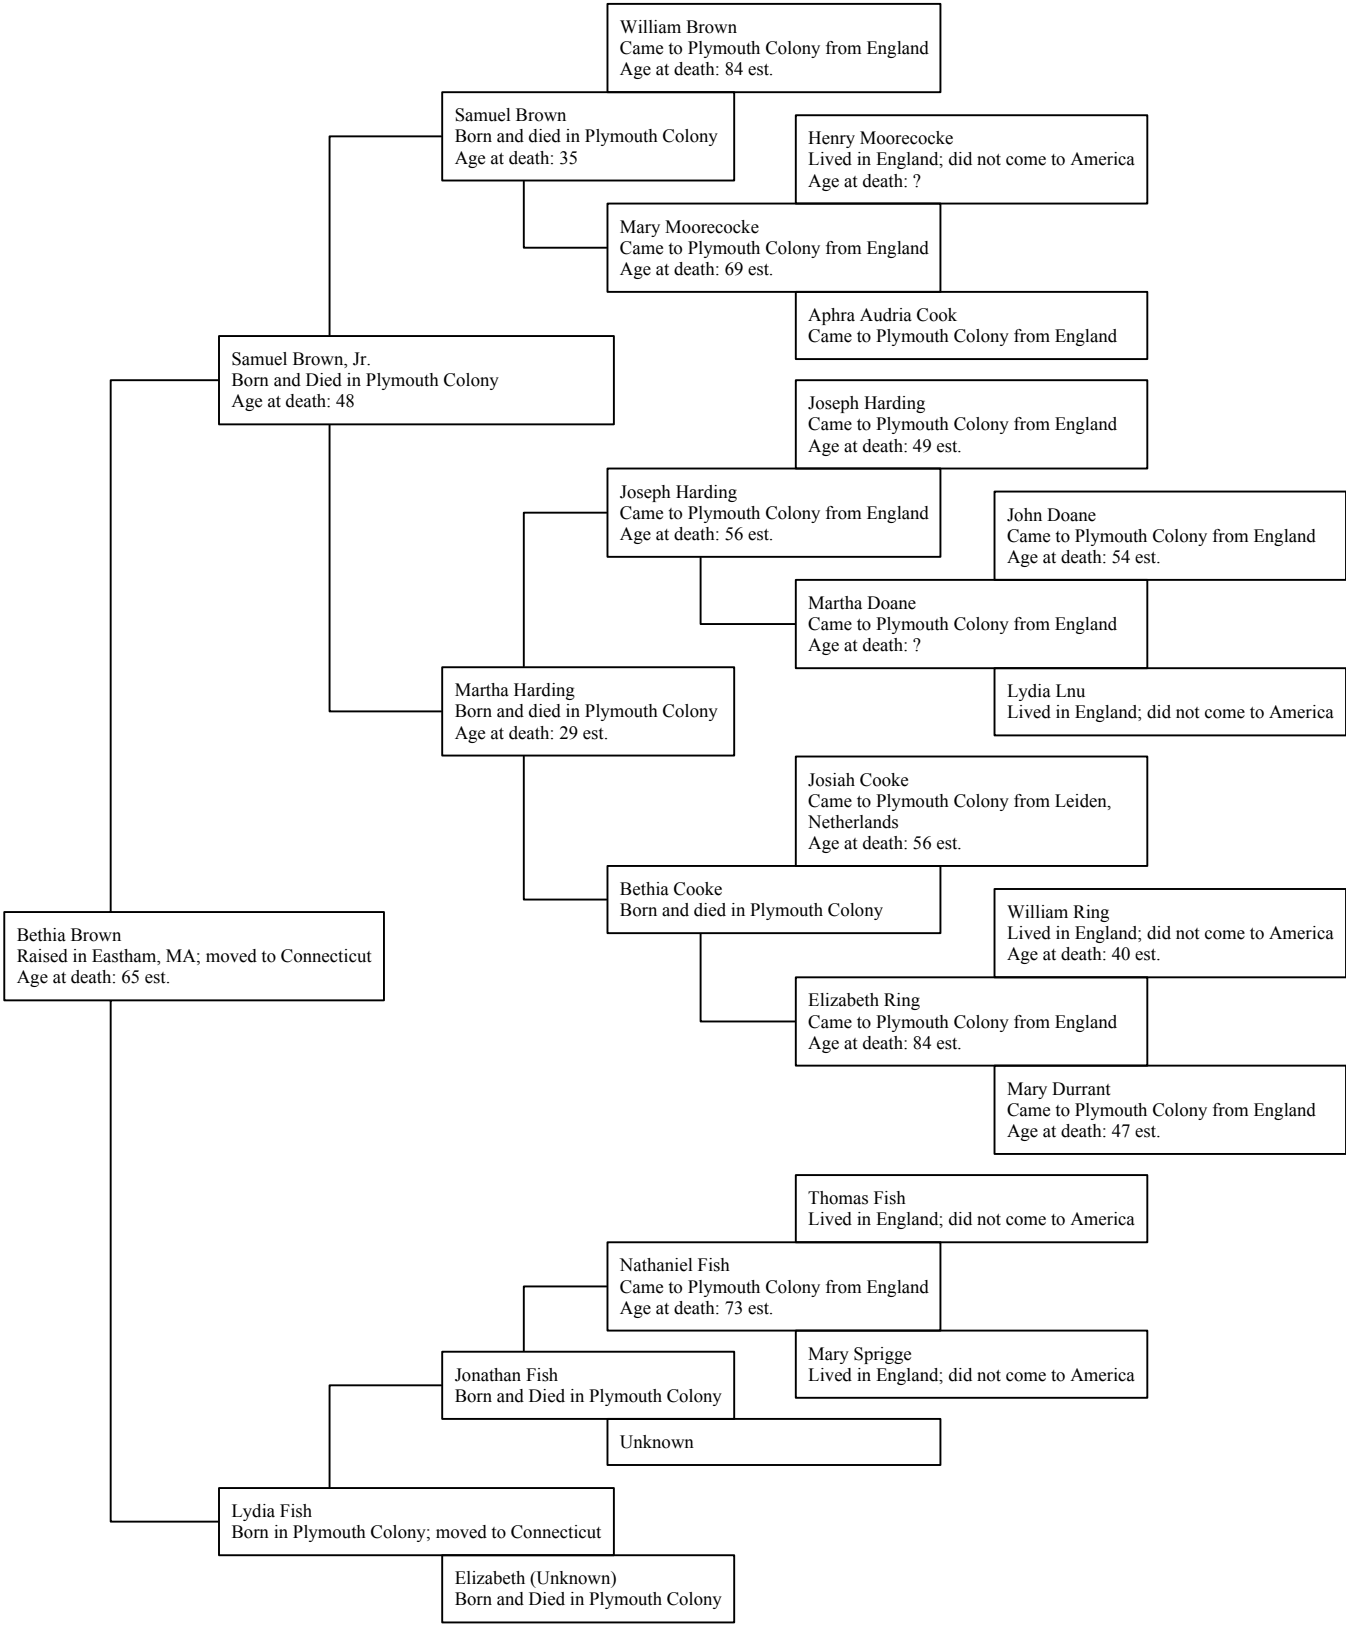 William Brown
Came to Plymouth Colony from England
Age at death: 84 est.
Samuel Brown
Born and died in Plymouth Colony
Age at death: 35
Henry Moorecocke
Lived in England; did not come to America
Age at death: ?
Mary Moorecocke
Came to Plymouth Colony from England
Age at death: 69 est.
Aphra Audria Cook
Came to Plymouth Colony from England
Samuel Brown, Jr.
Born and Died in Plymouth Colony
Age at death: 48
Joseph Harding
Came to Plymouth Colony from England
Age at death: 49 est.
Joseph Harding
Came to Plymouth Colony from England
Age at death: 56 est.
John Doane
Came to Plymouth Colony from England
Age at death: 54 est.
Martha Doane
Came to Plymouth Colony from England
Age at death: ?
Lydia Lnu
Lived in England; did not come to America
Martha Harding
Born and died in Plymouth Colony
Age at death: 29 est.
Josiah Cooke
Came to Plymouth Colony from Leiden,
Netherlands
Age at death: 56 est.
Bethia Cooke
Born and died in Plymouth Colony
William Ring
Lived in England; did not come to America
Age at death: 40 est.
Bethia Brown
Raised in Eastham, MA; moved to Connecticut
Age at death: 65 est.
Elizabeth Ring
Came to Plymouth Colony from England
Age at death: 84 est.
Mary Durrant
Came to Plymouth Colony from England
Age at death: 47 est.
Thomas Fish
Lived in England; did not come to America
Nathaniel Fish
Came to Plymouth Colony from England
Age at death: 73 est.
Mary Sprigge
Lived in England; did not come to America
Jonathan Fish
Born and Died in Plymouth Colony
Unknown
Lydia Fish
Born in Plymouth Colony; moved to Connecticut
Elizabeth (Unknown)
Born and Died in Plymouth Colony